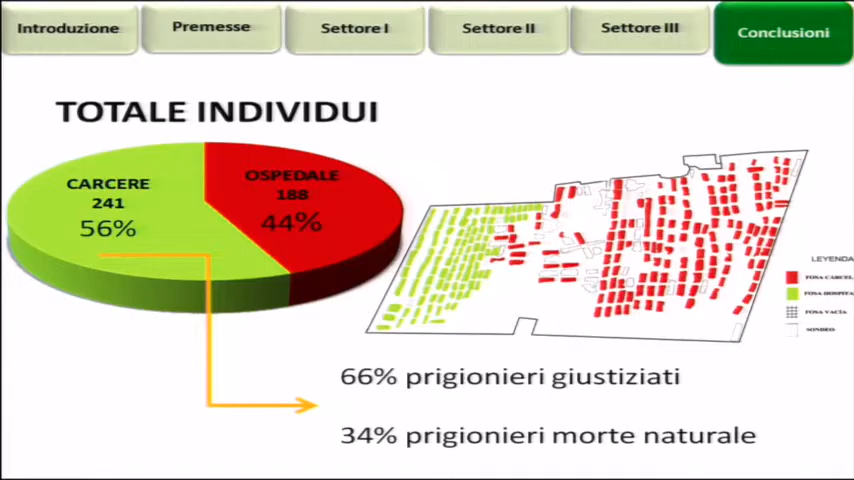 Introduzione
Premesse
Settore I
Settore II
Settore III
Conclusioni
TOTALE INDIVIDUI
CARCERE
241
56%
OSPEDALE
188
44%
LEYENDA
FOSA CARCEL
FOSA HOSPITA
FOSA VACÍA
SONDEO
66% prigionieri giustiziati
34% prigionieri morte naturale